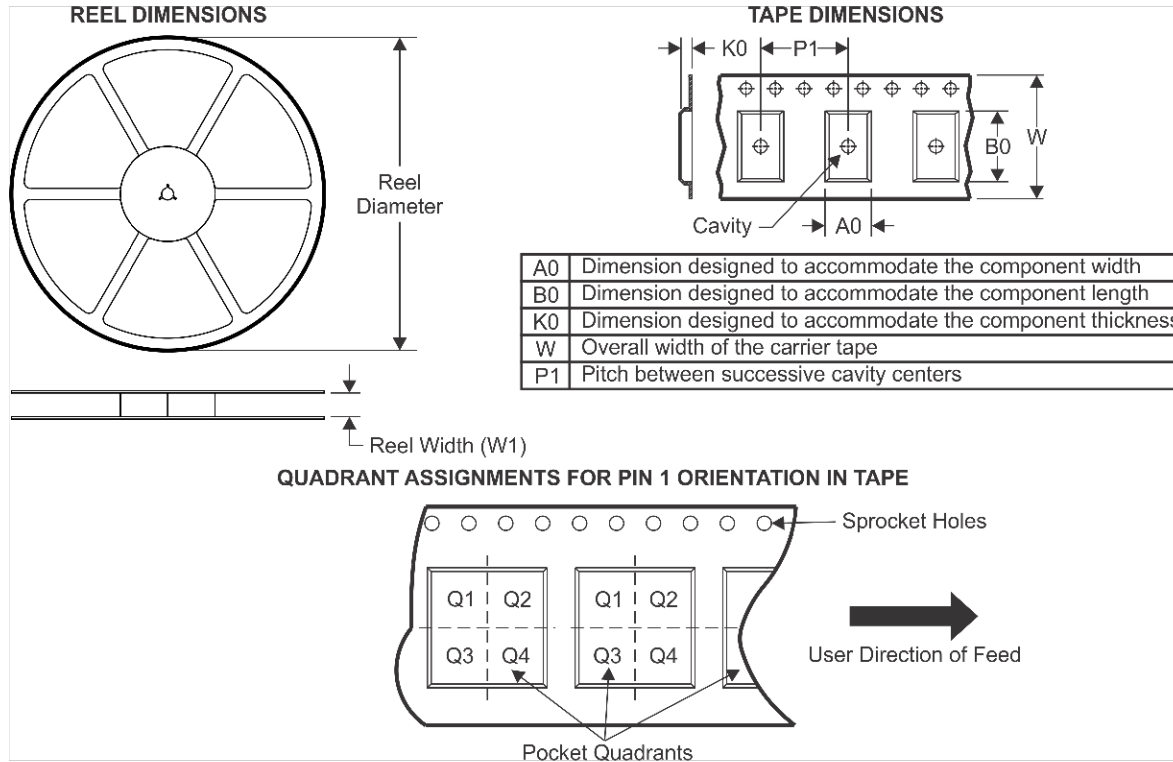 REEL DIMENSIONS
Reel
Diameter
Reel Width (W1)
TAPE DIMENSIONS
K0
P1
B0
W
Cavity
A0
A0 Dimension designed to accommodate the component width
B0 Dimension designed to accommodate the component length
K0 Dimension designed to accommodate the component thickness
W Overall width of the carrier tape
P1 Pitch between successive cavity centers
QUADRANT ASSIGNMENTS FOR PIN 1 ORIENTATION IN TAPE
Sprocket Holes
Q1 Q2 Q1 Q2
Q3 Q4 Q3 Q4
User Direction of Feed
Pocket Quadrants